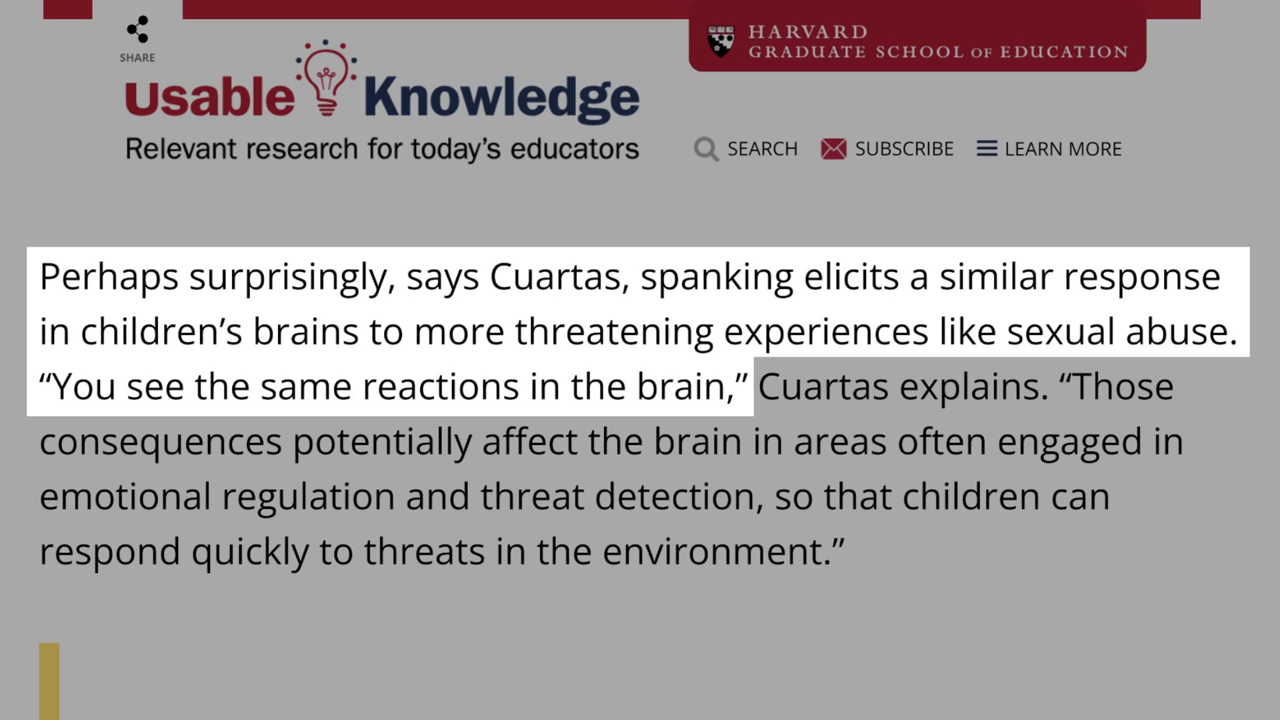 SHARE
HARVARD
GRADUATE SCHOOL OF EDUCATION
Usable Knowledge
Relevant research for today's educators
SEARCH
SUBSCRIBE
LEARN MORE
Perhaps surprisingly, says Cuartas, spanking elicits a similar response
in children’s brains to more threatening experiences like sexual abuse.
“You see the same reactions in the brain,” Cuartas explains. “Those
consequences potentially affect the brain in areas often engaged in
emotional regulation and threat detection, so that children can
respond quickly to threats in the environment.”